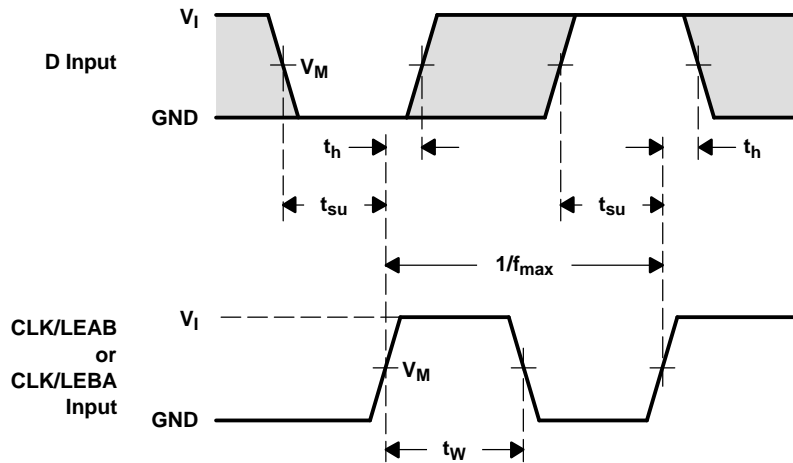 V_I
D Input
V_M
GND
t_h
t_h
t_su
t_su
1/f_max
CLK/LEAB
or
CLK/LEBA
Input
V_I
V_M
GND
t_W